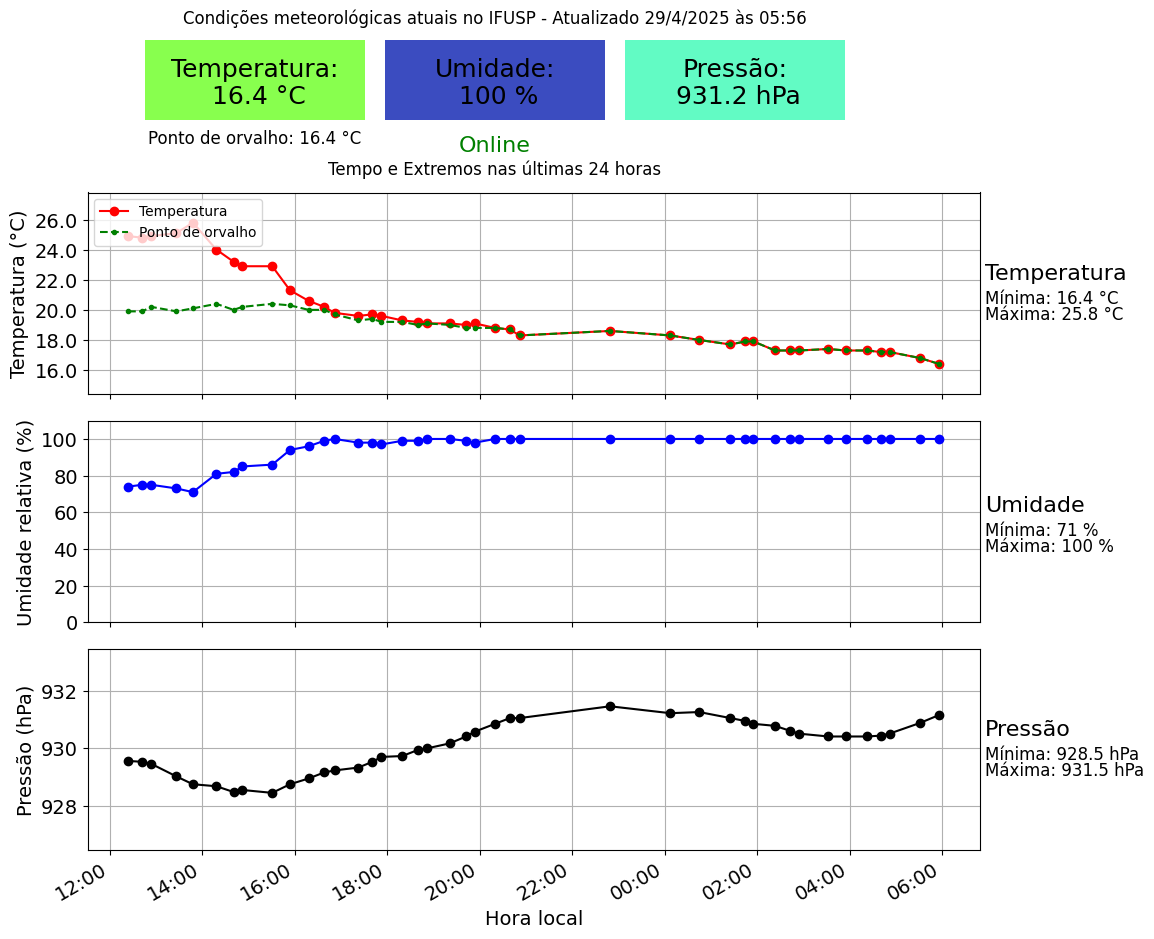 Condições meteorológicas atuais no IFUSP - Atualizado 29/4/2025 às 05:56
Temperatura:
16.4 °C
Umidade:
100 %
Pressão:
931.2 hPa
Ponto de orvalho: 16.4 °C
Online
Tempo e Extremos nas últimas 24 horas
Temperatura (°C)
26.0
24.0
22.0
20.0
18.0
16.0
Temperatura
Ponto de orvalho
Temperatura
Mínima: 16.4 °C
Máxima: 25.8 °C
Umidade relativa (%)
100
80
60
40
20
0
Umidade
Mínima: 71 %
Máxima: 100 %
Pressão (hPa)
932
930
928
Pressão
Mínima: 928.5 hPa
Máxima: 931.5 hPa
12:00 14:00 16:00 18:00 20:00 22:00 00:00 02:00 04:00 06:00
Hora local